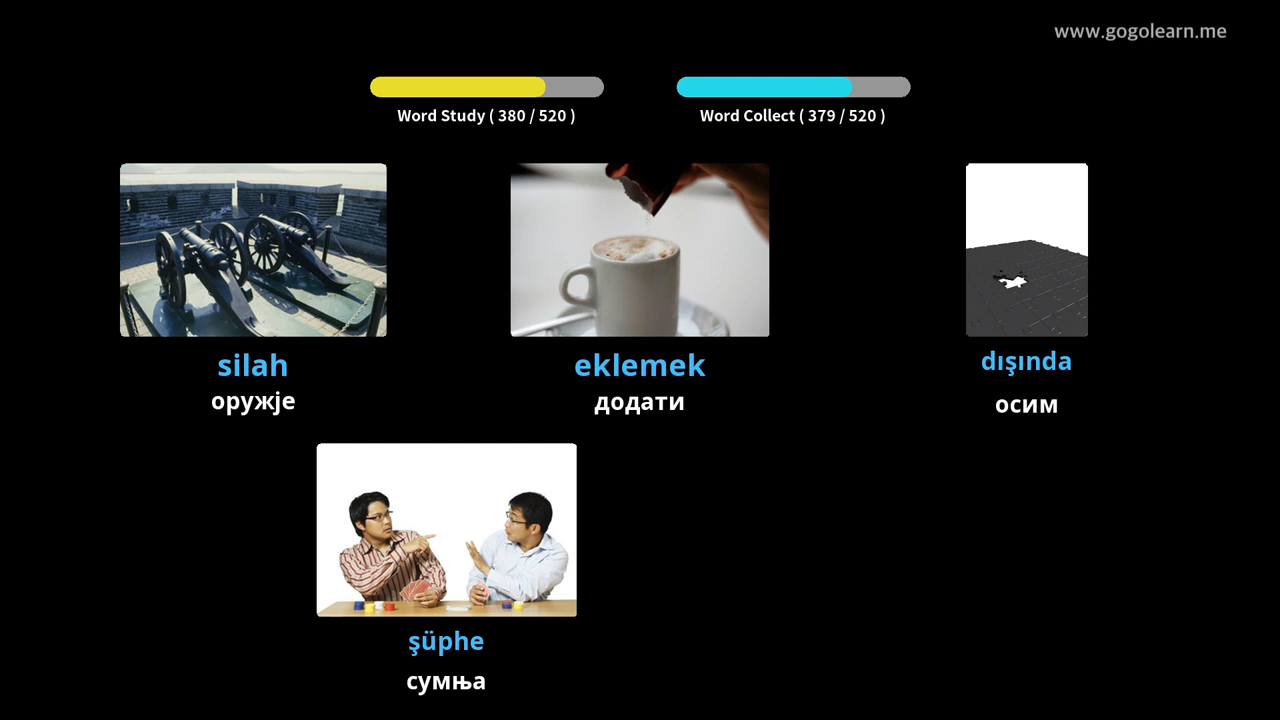 www.gogolearn.me
Word Study ( 380 / 520 )
Word Collect ( 379 / 520 )
silah
оружје
eklemek
додати
dışında
осим
şüphe
сумња